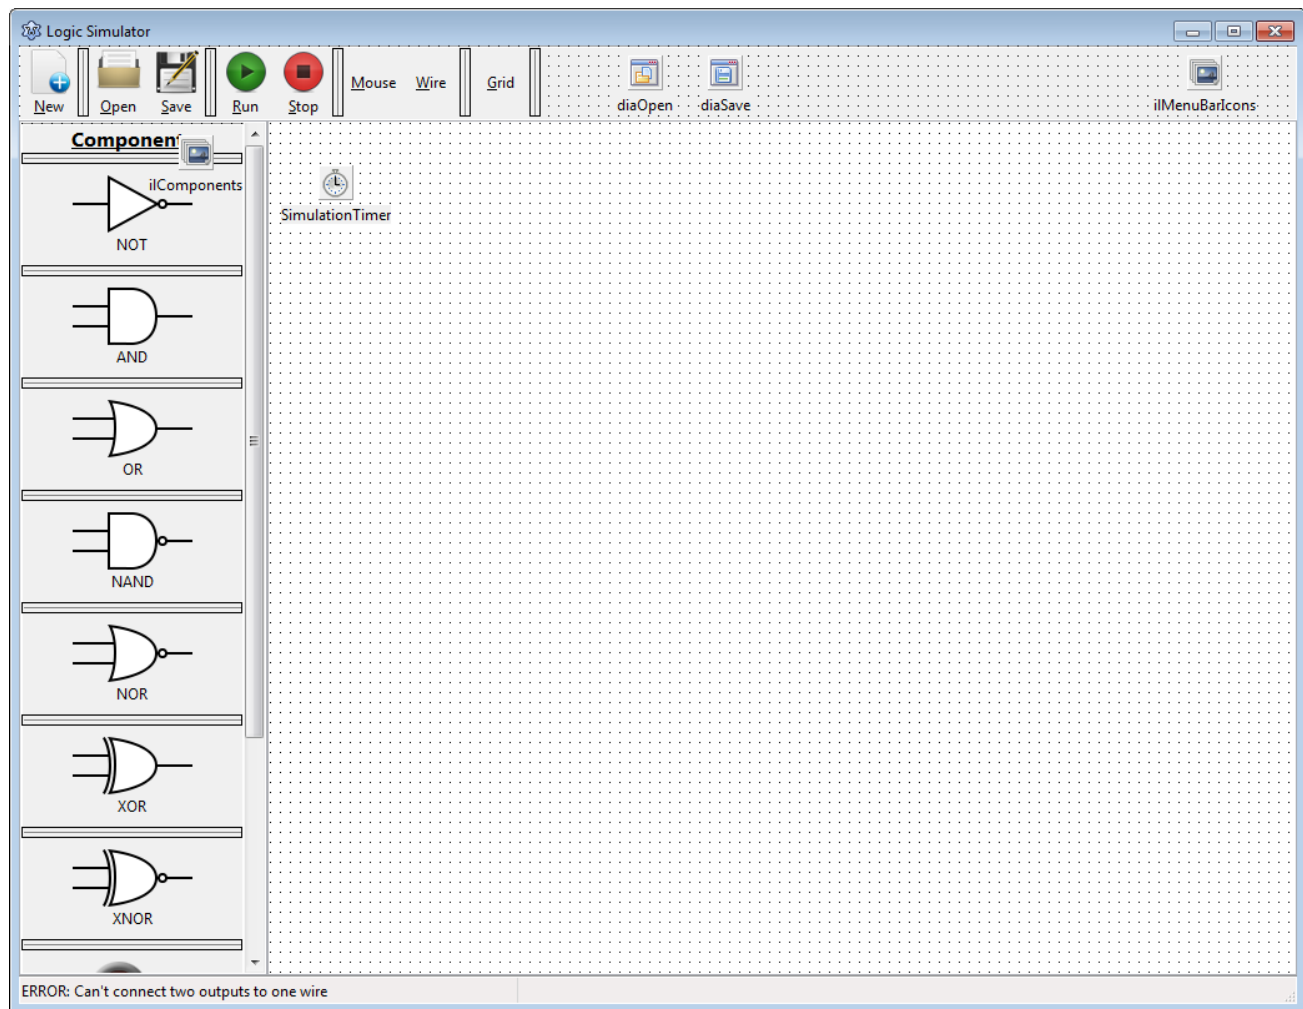 Logic Simulator
New Open Save Run Stop Mouse Wire Grid diaOpen diaSave ilMenuBarIcons
Componen
ilComponents
NOT
SimulationTimer
AND
OR
NAND
NOR
XOR
XNOR
ERROR: Can't connect two outputs to one wire